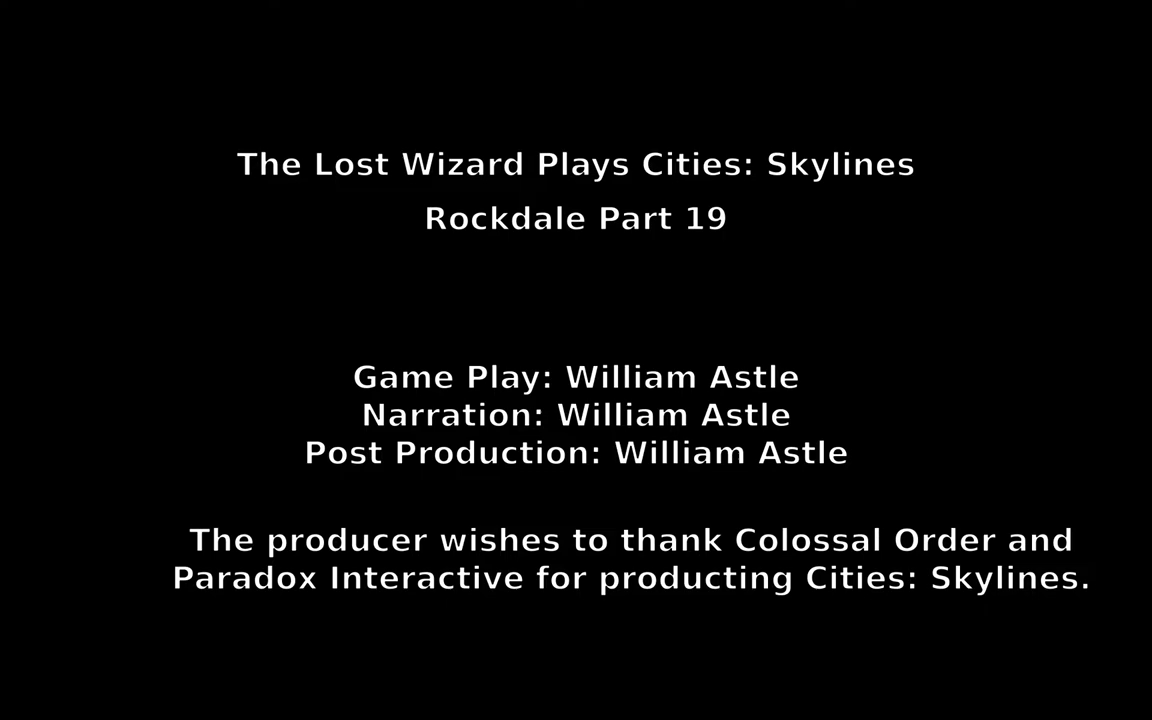 The Lost Wizard Plays Cities: Skylines
Rockdale Part 19
Game Play: William Astle
Narration: William Astle
Post Production: William Astle
The producer wishes to thank Colossal Order and
Paradox Interactive for producting Cities: Skylines.